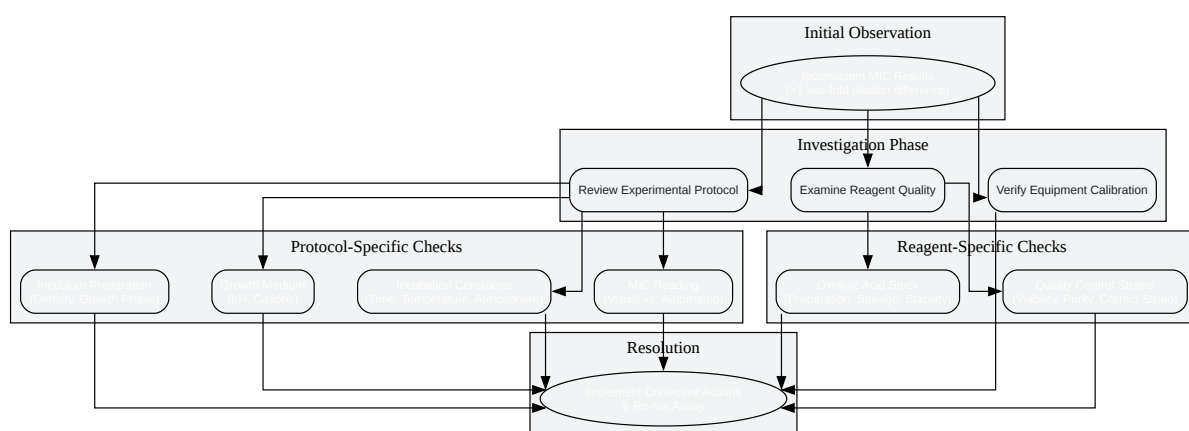 Initial Observation
Inconsistent MIC Results
(>1 two-fold dilution difference)
Investigation Phase
Review Experimental Protocol
Examine Reagent Quality
Verify Equipment Calibration
Protocol-Specific Checks
Reagent-Specific Checks
Inoculum Preparation
(Density, Growth Phase)
Growth Medium
(pH, Cations)
Incubation Conditions
(Time, Temperature, Atmosphere)
MIC Reading
(Visual vs. Automated)
Oxolinic Acid Stock
(Preparation, Storage, Stability)
Quality Control Strains
(Viability, Purity, Correct Strain)
Resolution
Implement Corrective Actions
& Re-run Assay